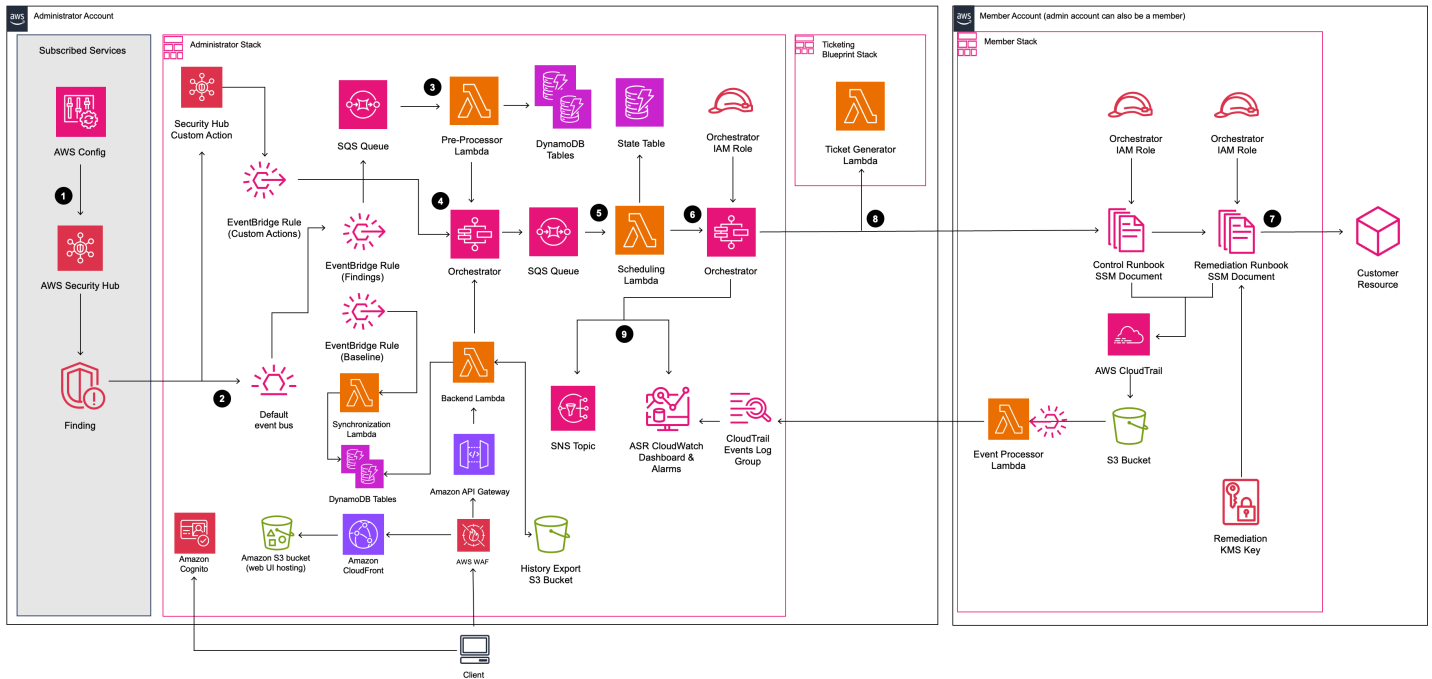 aws
Administrator Account
Subscribed Services
AWS Config
1
AWS Security Hub
Finding
Administrator Stack
Security Hub
Custom Action
EventBridge Rule
(Custom Actions)
SQS Queue
3
Pre-Processor
Lambda
DynamoDB
Tables
State Table
Orchestrator
IAM Role
EventBridge Rule
(Findings)
4
Orchestrator
SQS Queue
5
Scheduling
Lambda
6
Orchestrator
EventBridge Rule
(Baseline)
2
Default
event bus
Synchronization
Lambda
DynamoDB Tables
Backend Lambda
Amazon API Gateway
9
SNS Topic
ASR CloudWatch
Dashboard &
Alarms
CloudTrail
Events Log
Group
Amazon
Cognito
Amazon S3 bucket
(web UI hosting)
Amazon
CloudFront
AWS WAF
History Export
S3 Bucket
Client
Ticketing
Blueprint Stack
Ticket Generator
Lambda
8
aws
Member Account (admin account can also be a member)
Member Stack
Orchestrator
IAM Role
Orchestrator
IAM Role
Control Runbook
SSM Document
7
Remediation Runbook
SSM Document
Customer
Resource
AWS CloudTrail
Event Processor
Lambda
S3 Bucket
Remediation
KMS Key